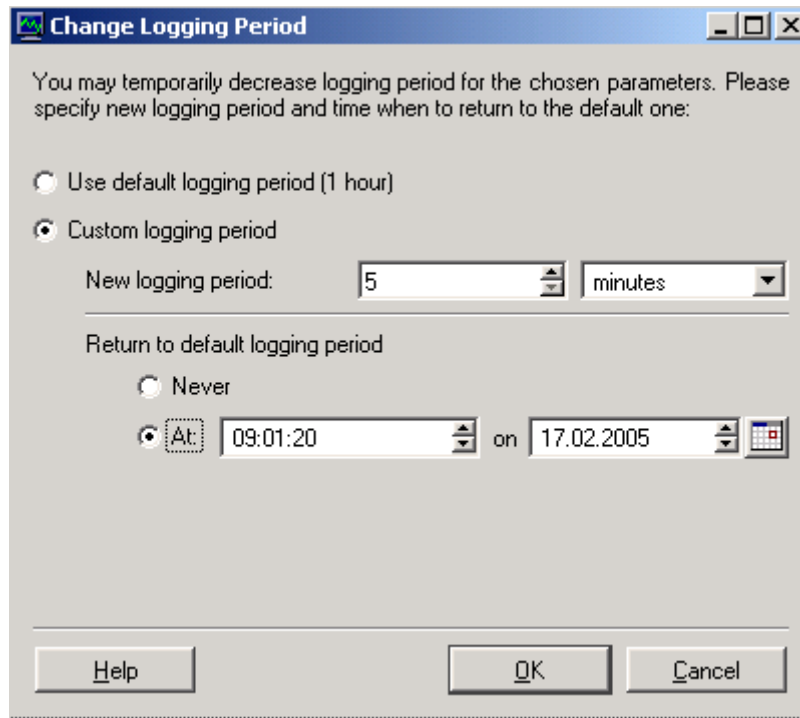 Change Logging Period
You may temporarily decrease logging period for the chosen parameters. Please
specify new logging period and time when to return to the default one:
Use default logging period (1 hour)
Custom logging period
New logging period: 5 minutes
Return to default logging period
Never
At: 09:01:20 on 17.02.2005
Help OK Cancel